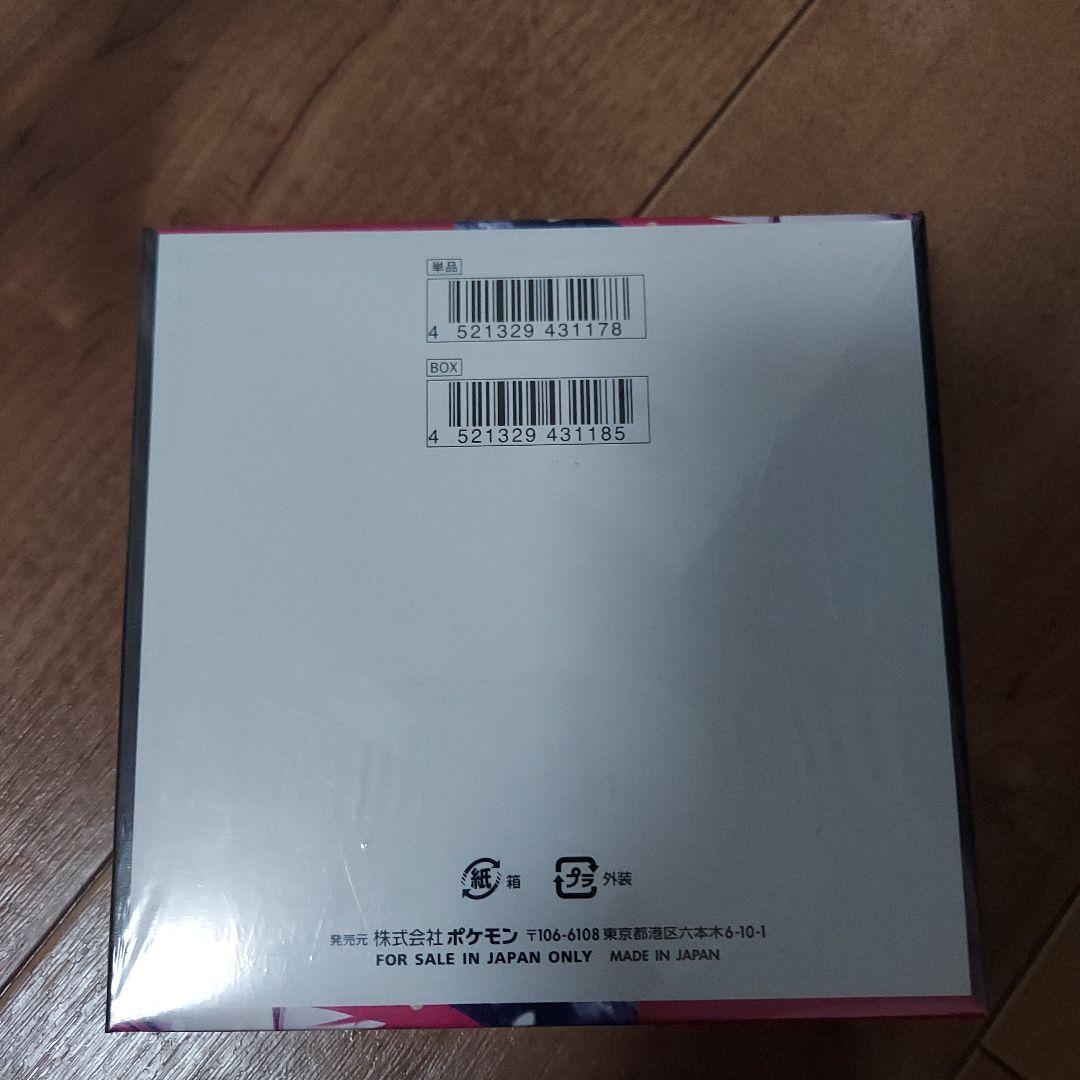 単品
4 521329 431178
BOX
4 521329 431185
紙 箱 プラ 外装
発売元 株式会社 ポケモン 〒106-6108 東京都港区六本木6-10-1
FOR SALE IN JAPAN ONLY MADE IN JAPAN